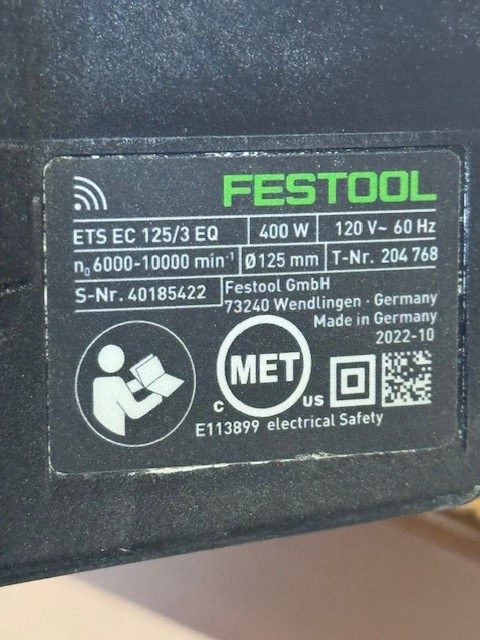 FESTOOL
ETS EC 125/3 EQ 400 W 120 V~ 60 Hz
n₀ 6000-10000 min⁻¹ Ø125 mm T-Nr. 204 768
S-Nr. 40185422 Festool GmbH
73240 Wendlingen · Germany
Made in Germany
2022-10
MET
C US
E113899 electrical Safety